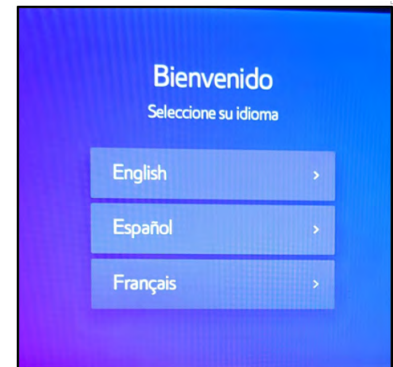 Bienvenido
Seleccione su idioma
English
Español
Français